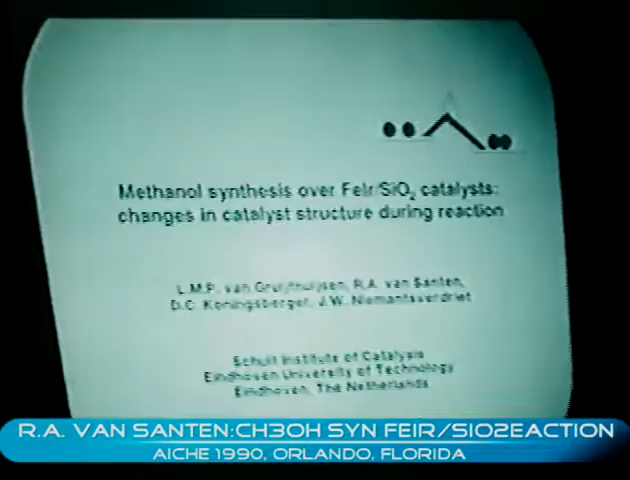 Methanol synthesis over FeIr/SiO₂ catalysts:
changes in catalyst structure during reaction
L.M.P. van Gruijthuijsen, R.A. van Santen,
D.C. Koningsberger, J.W. Niemantsverdriet
Schuit Institute of Catalysis
Eindhoven University of Technology
Eindhoven, The Netherlands
R.A. VAN SANTEN:CH3OH SYN FEIR/SIO2EACTION
AICHE 1990, ORLANDO, FLORIDA